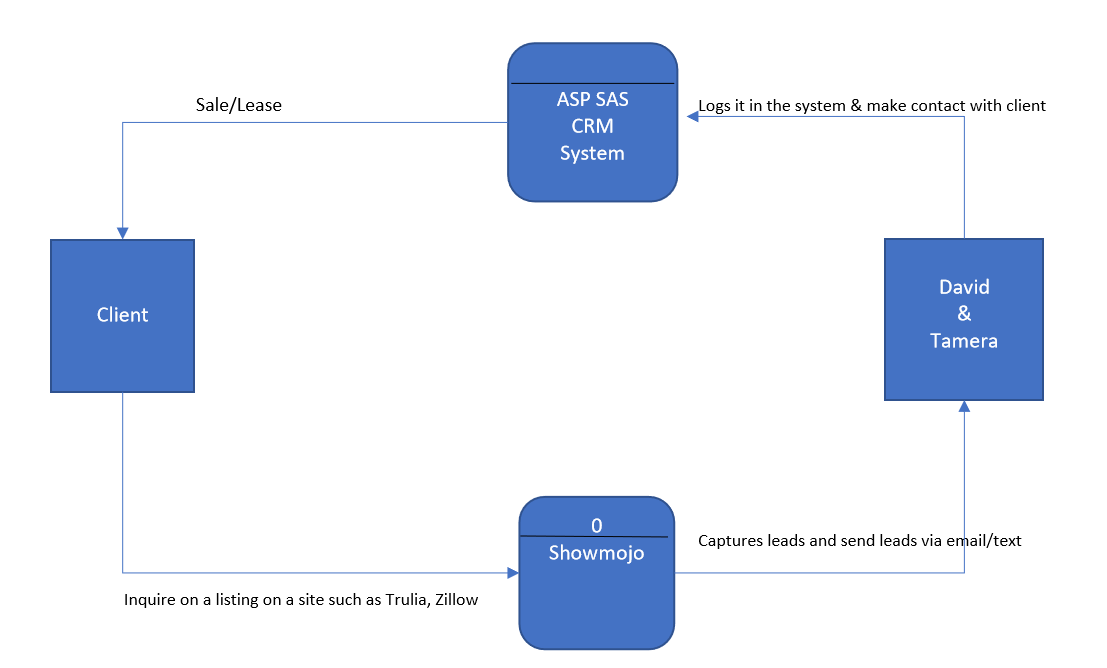 Sale/Lease
ASP SAS
CRM
System
Logs it in the system & make contact with client
Client
David
&
Tamera
0
Showmojo
Captures leads and send leads via email/text
Inquire on a listing on a site such as Trulia, Zillow